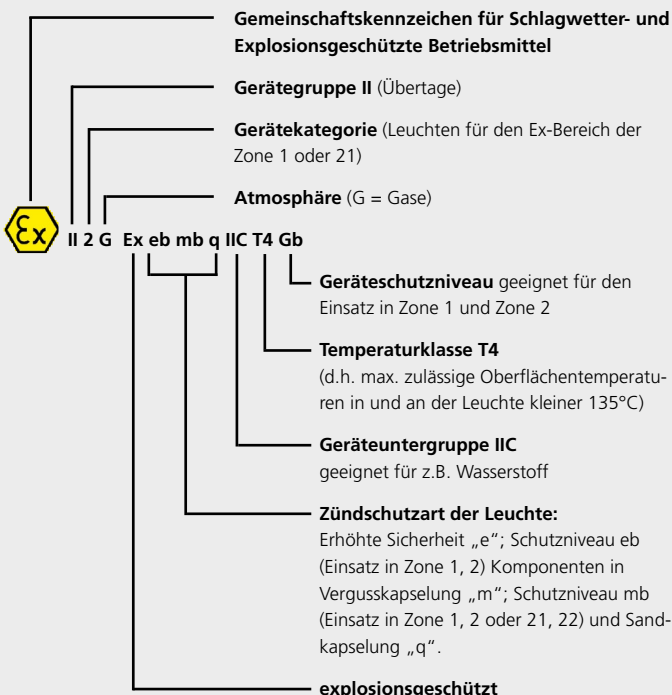 Gemeinschaftskennzeichen für Schlagwetter- und
Explosionsgeschützte Betriebsmittel
Gerätegruppe II (Übertage)
Gerätekategorie (Leuchten für den Ex-Bereich der
Zone 1 oder 21)
Atmosphäre (G = Gase)
Ex II 2 G Ex eb mb q IIC T4 Gb
Geräteschutzniveau geeignet für den
Einsatz in Zone 1 und Zone 2
Temperaturklasse T4
(d.h. max. zulässige Oberflächentemperatu-
ren in und an der Leuchte kleiner 135°C)
Geräteuntergruppe IIC
geeignet für z.B. Wasserstoff
Zündschutzart der Leuchte:
Erhöhte Sicherheit „e“; Schutzniveau eb
(Einsatz in Zone 1, 2) Komponenten in
Vergusskapselung „m“; Schutzniveau mb
(Einsatz in Zone 1, 2 oder 21, 22) und Sand-
kapselung „q“.
explosionsgeschützt